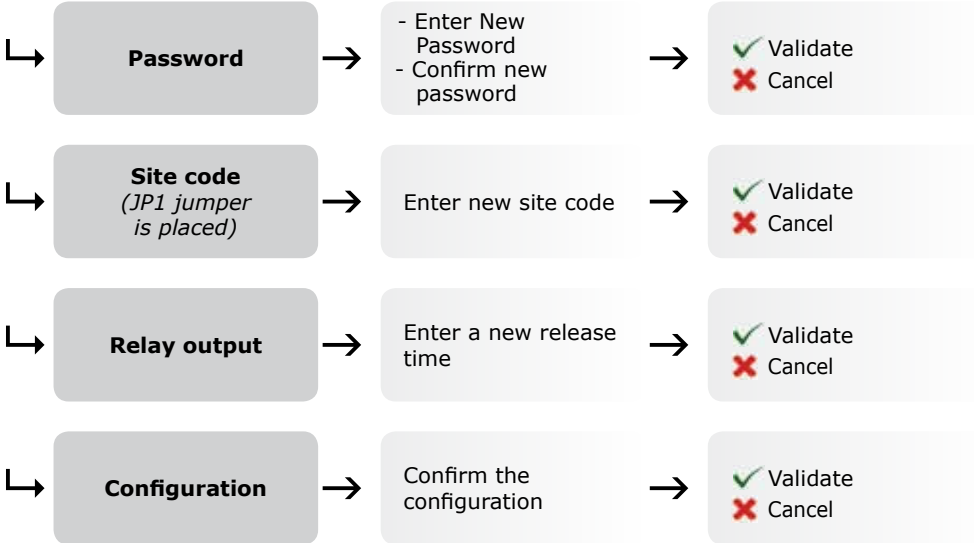 Password
- Enter New
Password
- Confirm new
password
Validate
Cancel
Site code
(JP1 jumper
is placed)
Enter new site code
Validate
Cancel
Relay output
Enter a new release
time
Validate
Cancel
Configuration
Confirm the
configuration
Validate
Cancel